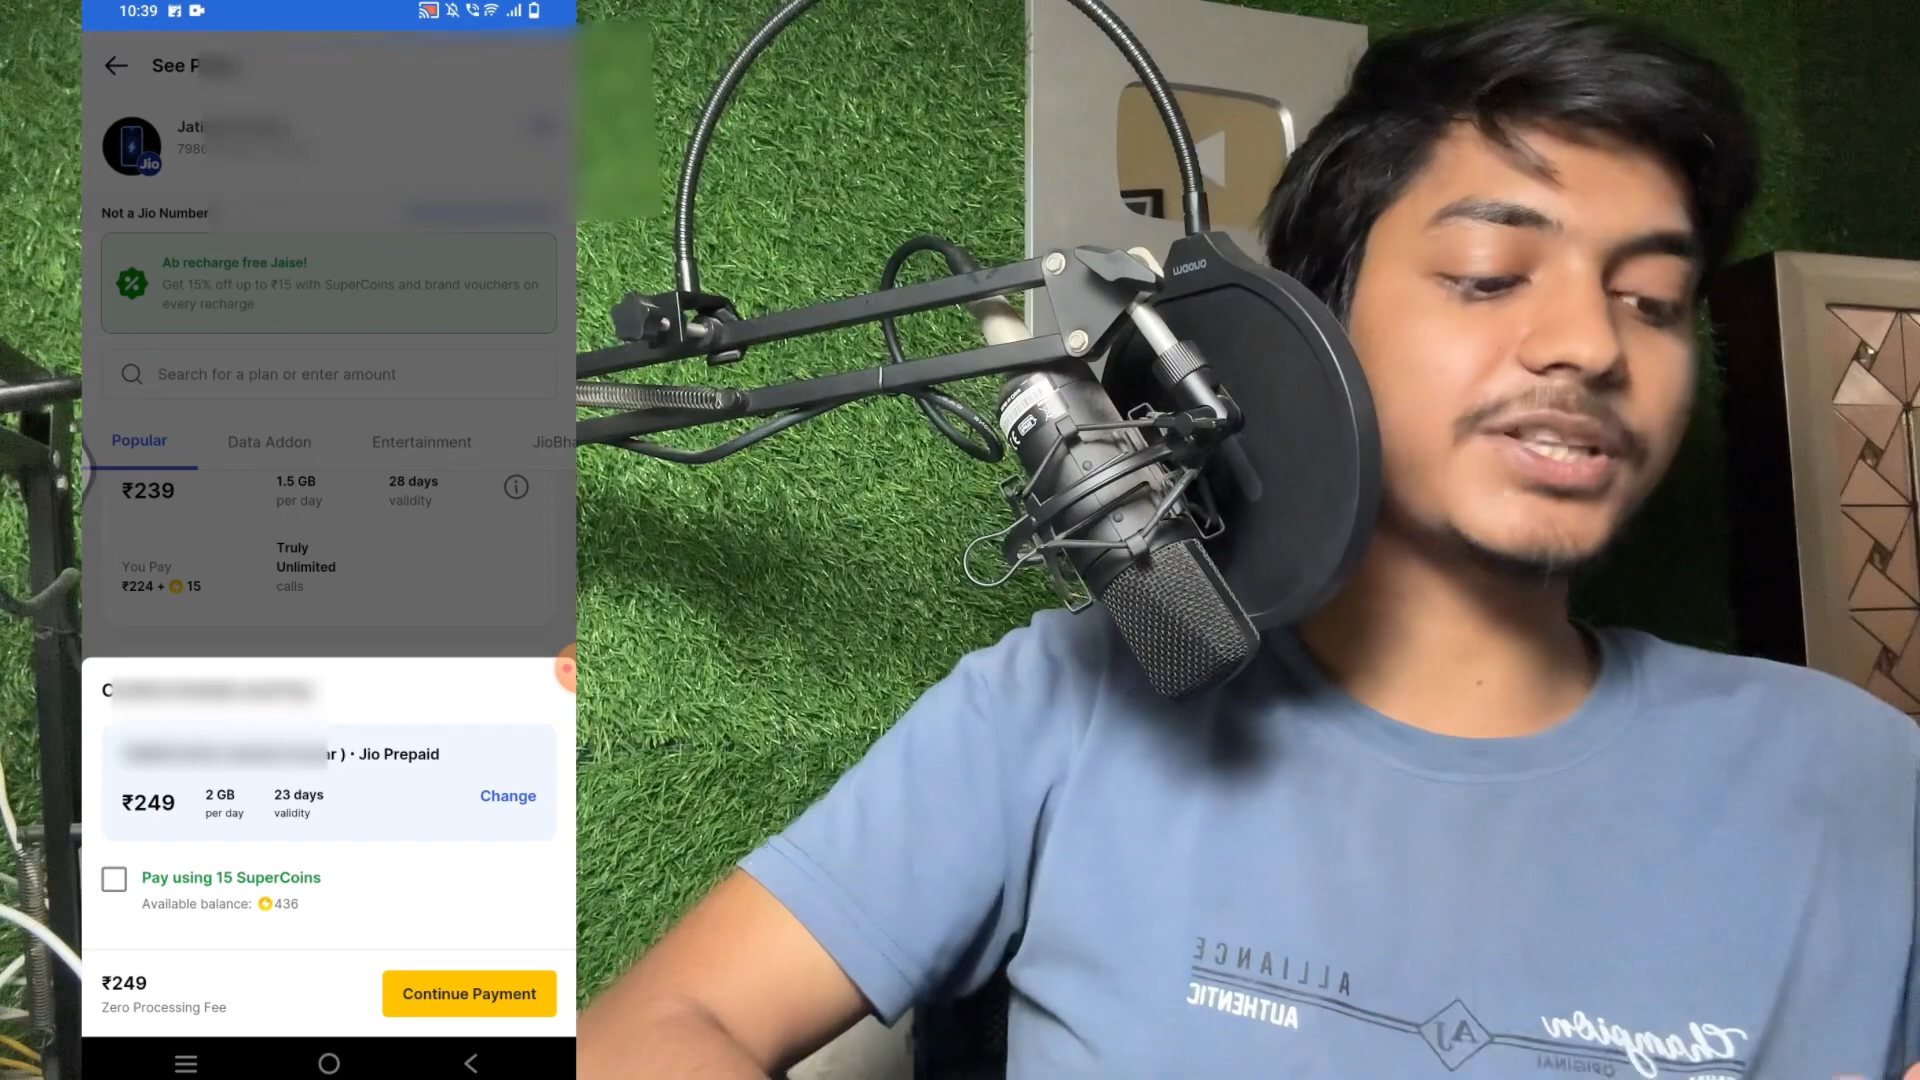 10:39
See P
Jati
7986
Jio
Not a Jio Number
Ab recharge free Jaise!
Get 15% off up to ₹15 with SuperCoins and brand vouchers on
every recharge
Search for a plan or enter amount
Popular
Data Addon
Entertainment
JioBha
₹239
1.5 GB
per day
28 days
validity
You Pay
₹224 + 15
Truly
Unlimited
calls
ar ) • Jio Prepaid
₹249
2 GB
per day
23 days
validity
Change
Pay using 15 SuperCoins
Available balance: 436
₹249
Zero Processing Fee
Continue Payment
ALLIANCE
AUTHENTIC
AJ
Champion
ORIGINAL